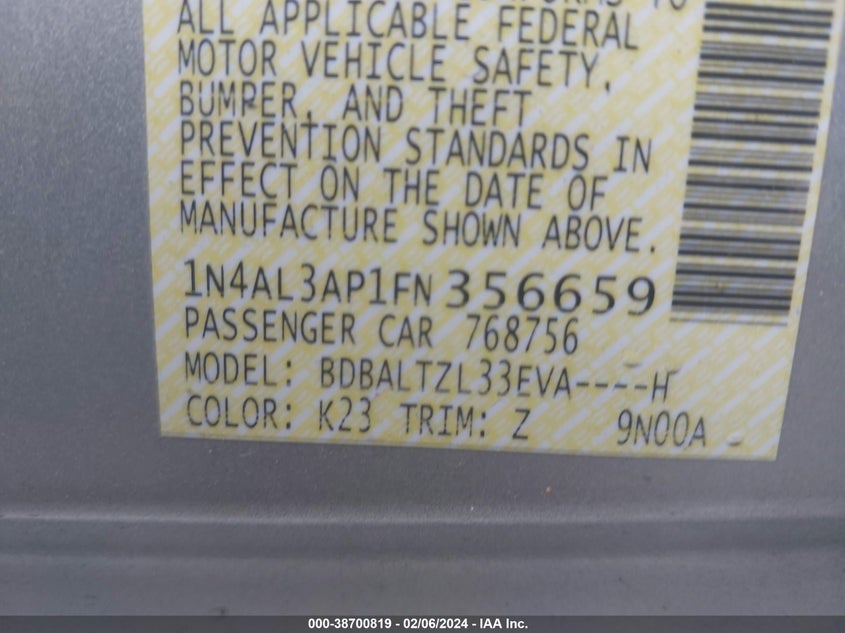 TO
ALL APPLICABLE FEDERAL
MOTOR VEHICLE SAFETY,
BUMPER, AND THEFT
PREVENTION STANDARDS IN
EFFECT ON THE DATE OF
MANUFACTURE SHOWN ABOVE.
1N4AL3AP1FN356659
PASSENGER CAR 768756
MODEL: BDBALTZL33EVA----H
COLOR: K23 TRIM: Z 9N00A
000-38700819 - 02/06/2024 - IAA Inc.